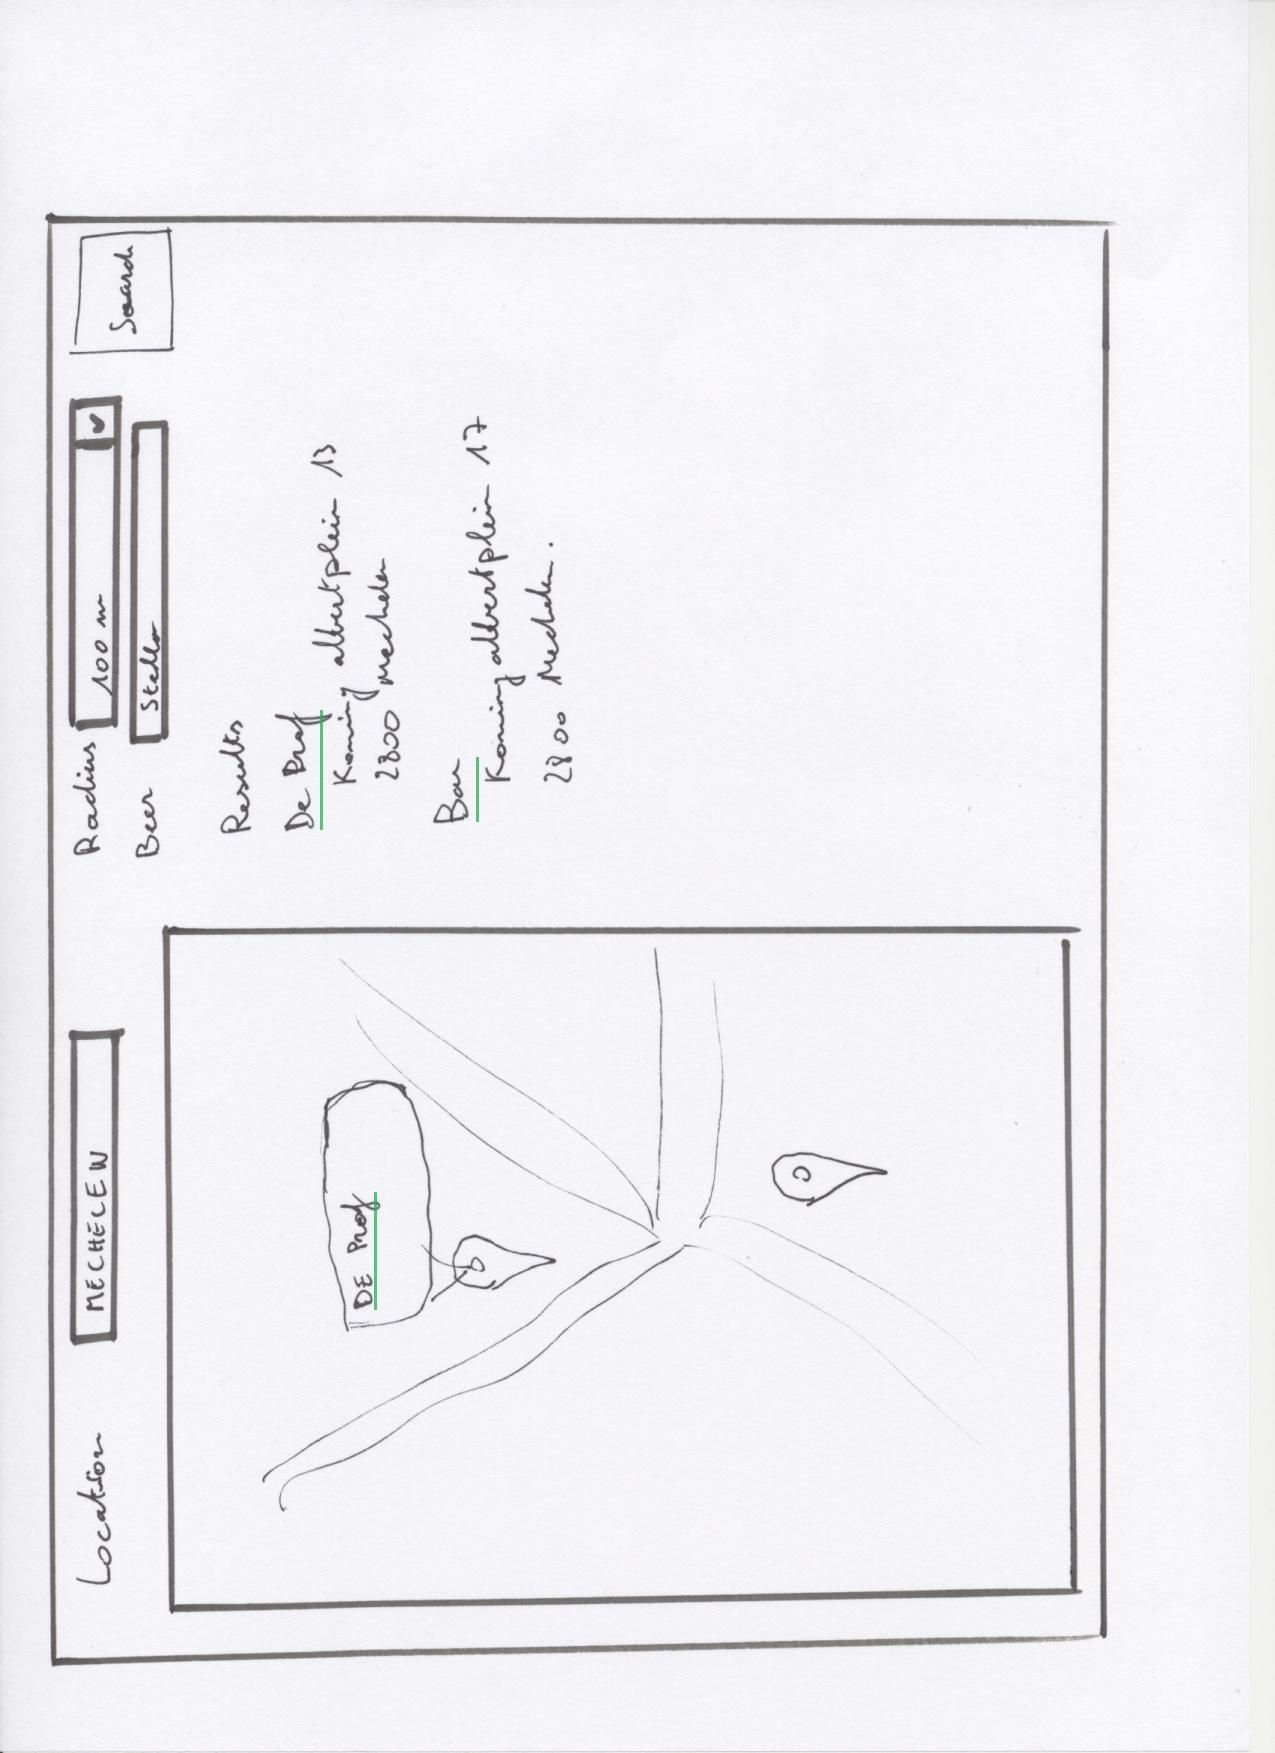 Location
MECHELEN
Radius
100 m
Search
Beer
Stella
DE Prof
Results
De Prof
Koning albertplein 13
2800 Mechelen
Bar
Koning albertplein 17
2800 Mechelen.